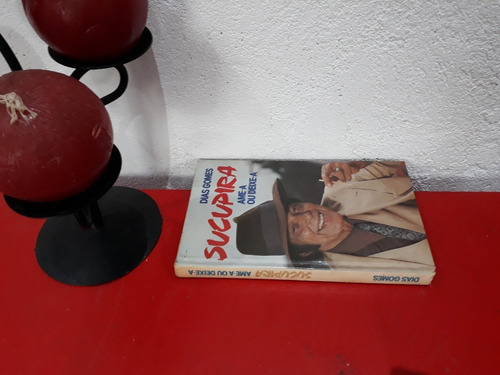 DIAS GOMES
SUCUPIRA
AME-A
OU DEIXE-A
SUCUPIRA AME-A OU DEIXE-A DIAS GOMES